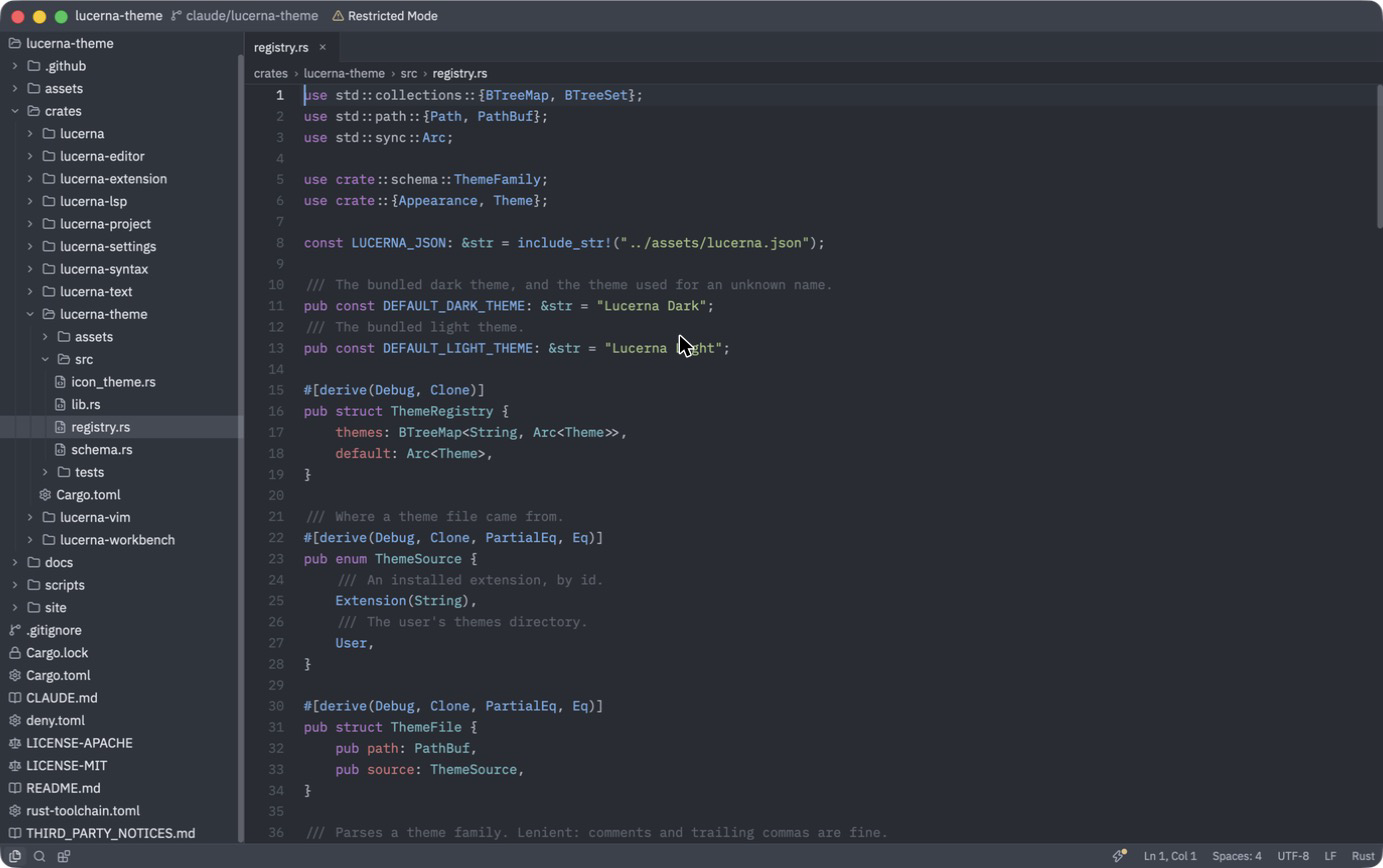 lucerna-theme claude/lucerna-theme Restricted Mode
lucerna-theme
.github
assets
crates
lucerna
lucerna-editor
lucerna-extension
lucerna-lsp
lucerna-project
lucerna-settings
lucerna-syntax
lucerna-text
lucerna-theme
assets
src
icon_theme.rs
lib.rs
registry.rs
schema.rs
tests
Cargo.toml
lucerna-vim
lucerna-workbench
docs
scripts
site
.gitignore
Cargo.lock
Cargo.toml
CLAUDE.md
deny.toml
LICENSE-APACHE
LICENSE-MIT
README.md
rust-toolchain.toml
THIRD_PARTY_NOTICES.md
registry.rs ×
crates › lucerna-theme › src › registry.rs
1 use std::collections::{BTreeMap, BTreeSet};
2 use std::path::{Path, PathBuf};
3 use std::sync::Arc;
4
5 use crate::schema::ThemeFamily;
6 use crate::{Appearance, Theme};
7
8 const LUCERNA_JSON: &str = include_str!("../assets/lucerna.json");
9
10 /// The bundled dark theme, and the theme used for an unknown name.
11 pub const DEFAULT_DARK_THEME: &str = "Lucerna Dark";
12 /// The bundled light theme.
13 pub const DEFAULT_LIGHT_THEME: &str = "Lucerna Light";
14
15 #[derive(Debug, Clone)]
16 pub struct ThemeRegistry {
17     themes: BTreeMap<String, Arc<Theme>>,
18     default: Arc<Theme>,
19 }
20
21 /// Where a theme file came from.
22 #[derive(Debug, Clone, PartialEq, Eq)]
23 pub enum ThemeSource {
24     /// An installed extension, by id.
25     Extension(String),
26     /// The user's themes directory.
27     User,
28 }
29
30 #[derive(Debug, Clone, PartialEq, Eq)]
31 pub struct ThemeFile {
32     pub path: PathBuf,
33     pub source: ThemeSource,
34 }
35
36 /// Parses a theme family. Lenient: comments and trailing commas are fine.
Ln 1, Col 1 Spaces: 4 UTF-8 LF Rust